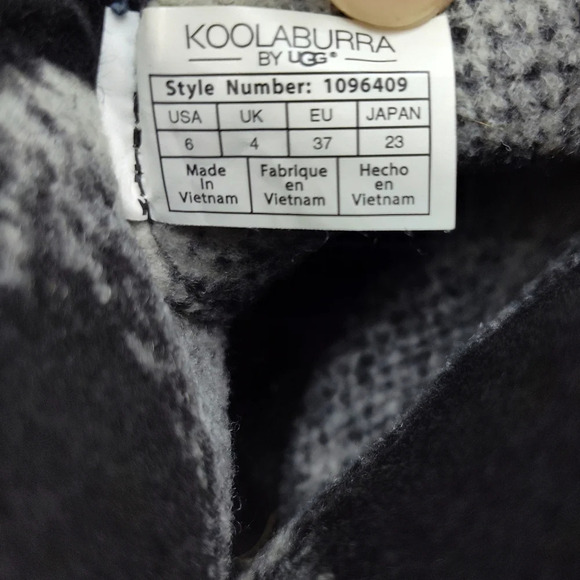 KOOLABURRA
BY UGG®
Style Number: 1096409
USA UK EU JAPAN
6 4 37 23
Made in Vietnam
Fabrique en Vietnam
Hecho en Vietnam